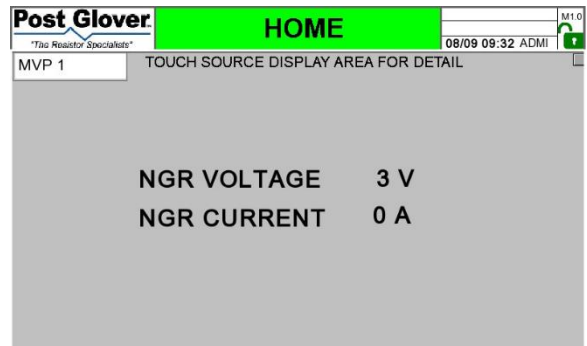 Post Glover.
"The Resistor Specialists"
HOME
M1.0
08/09 09:32 ADMI
MVP 1
TOUCH SOURCE DISPLAY AREA FOR DETAIL
NGR VOLTAGE 3 V
NGR CURRENT 0 A